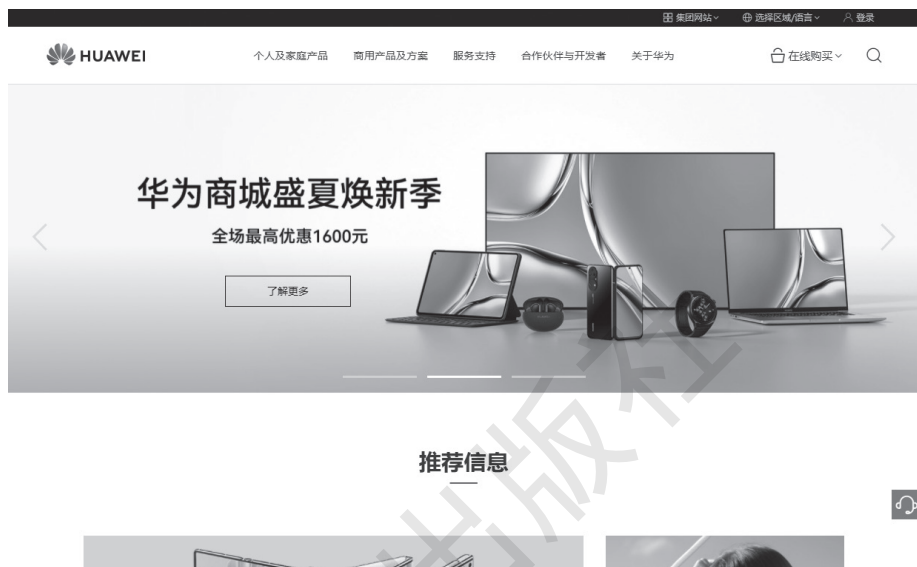 集团网站 选择区域/语言 登录
HUAWEI 个人及家庭产品 商用产品及方案 服务支持 合作伙伴与开发者 关于华为 在线购买
华为商城盛夏焕新季
全场最高优惠1600元
了解更多
推荐信息
出版社